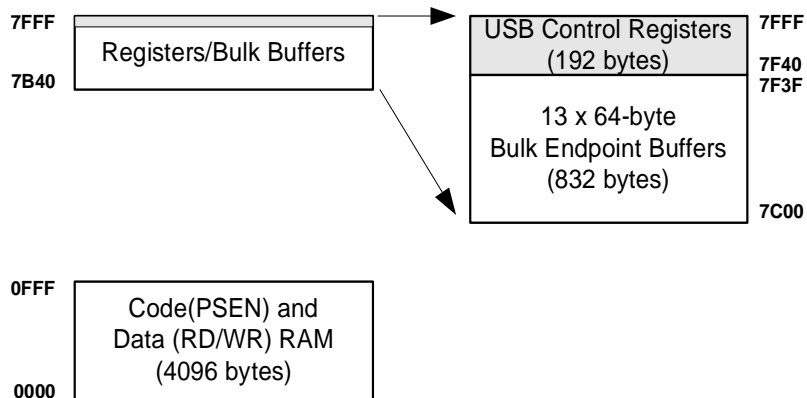 7FFF
Registers/Bulk Buffers
7B40
USB Control Registers
(192 bytes)
7FFF
7F40
7F3F
13 x 64-byte
Bulk Endpoint Buffers
(832 bytes)
7C00
0FFF
Code(PSEN) and
Data (RD/WR) RAM
(4096 bytes)
0000